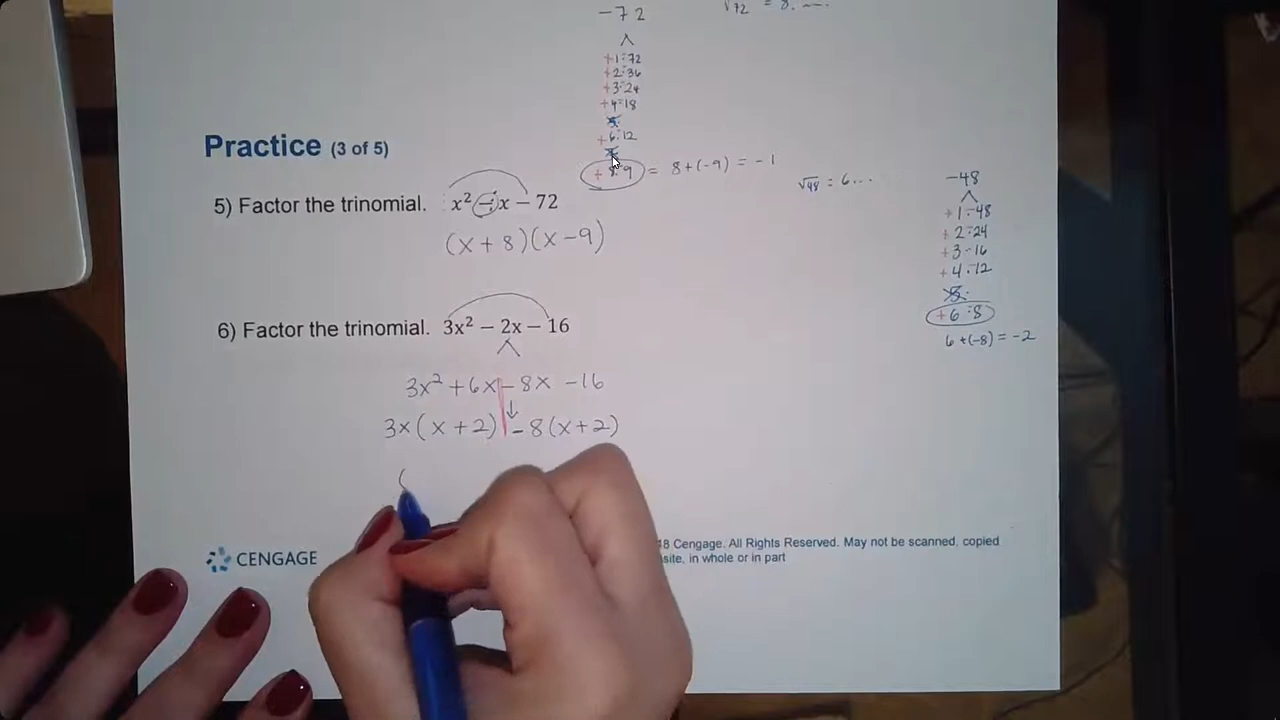 -72
√72 = 8. ...
+1·-72
+2·-36
+3·-24
+4·-18
5
+6·-12
Practice (3 of 5)
+8·-9 = 8+(-9) = -1
5) Factor the trinomial. x² - x - 72
(x+8)(x-9)
√48 = 6...
-48
+1·-48
+2·-24
+3·-16
+4·-12
5
+6·-8
6+(-8) = -2
6) Factor the trinomial. 3x² - 2x - 16
3x² + 6x - 8x - 16
3x(x+2) - 8(x+2)
(
CENGAGE
18 Cengage. All Rights Reserved. May not be scanned, copied
site, in whole or in part